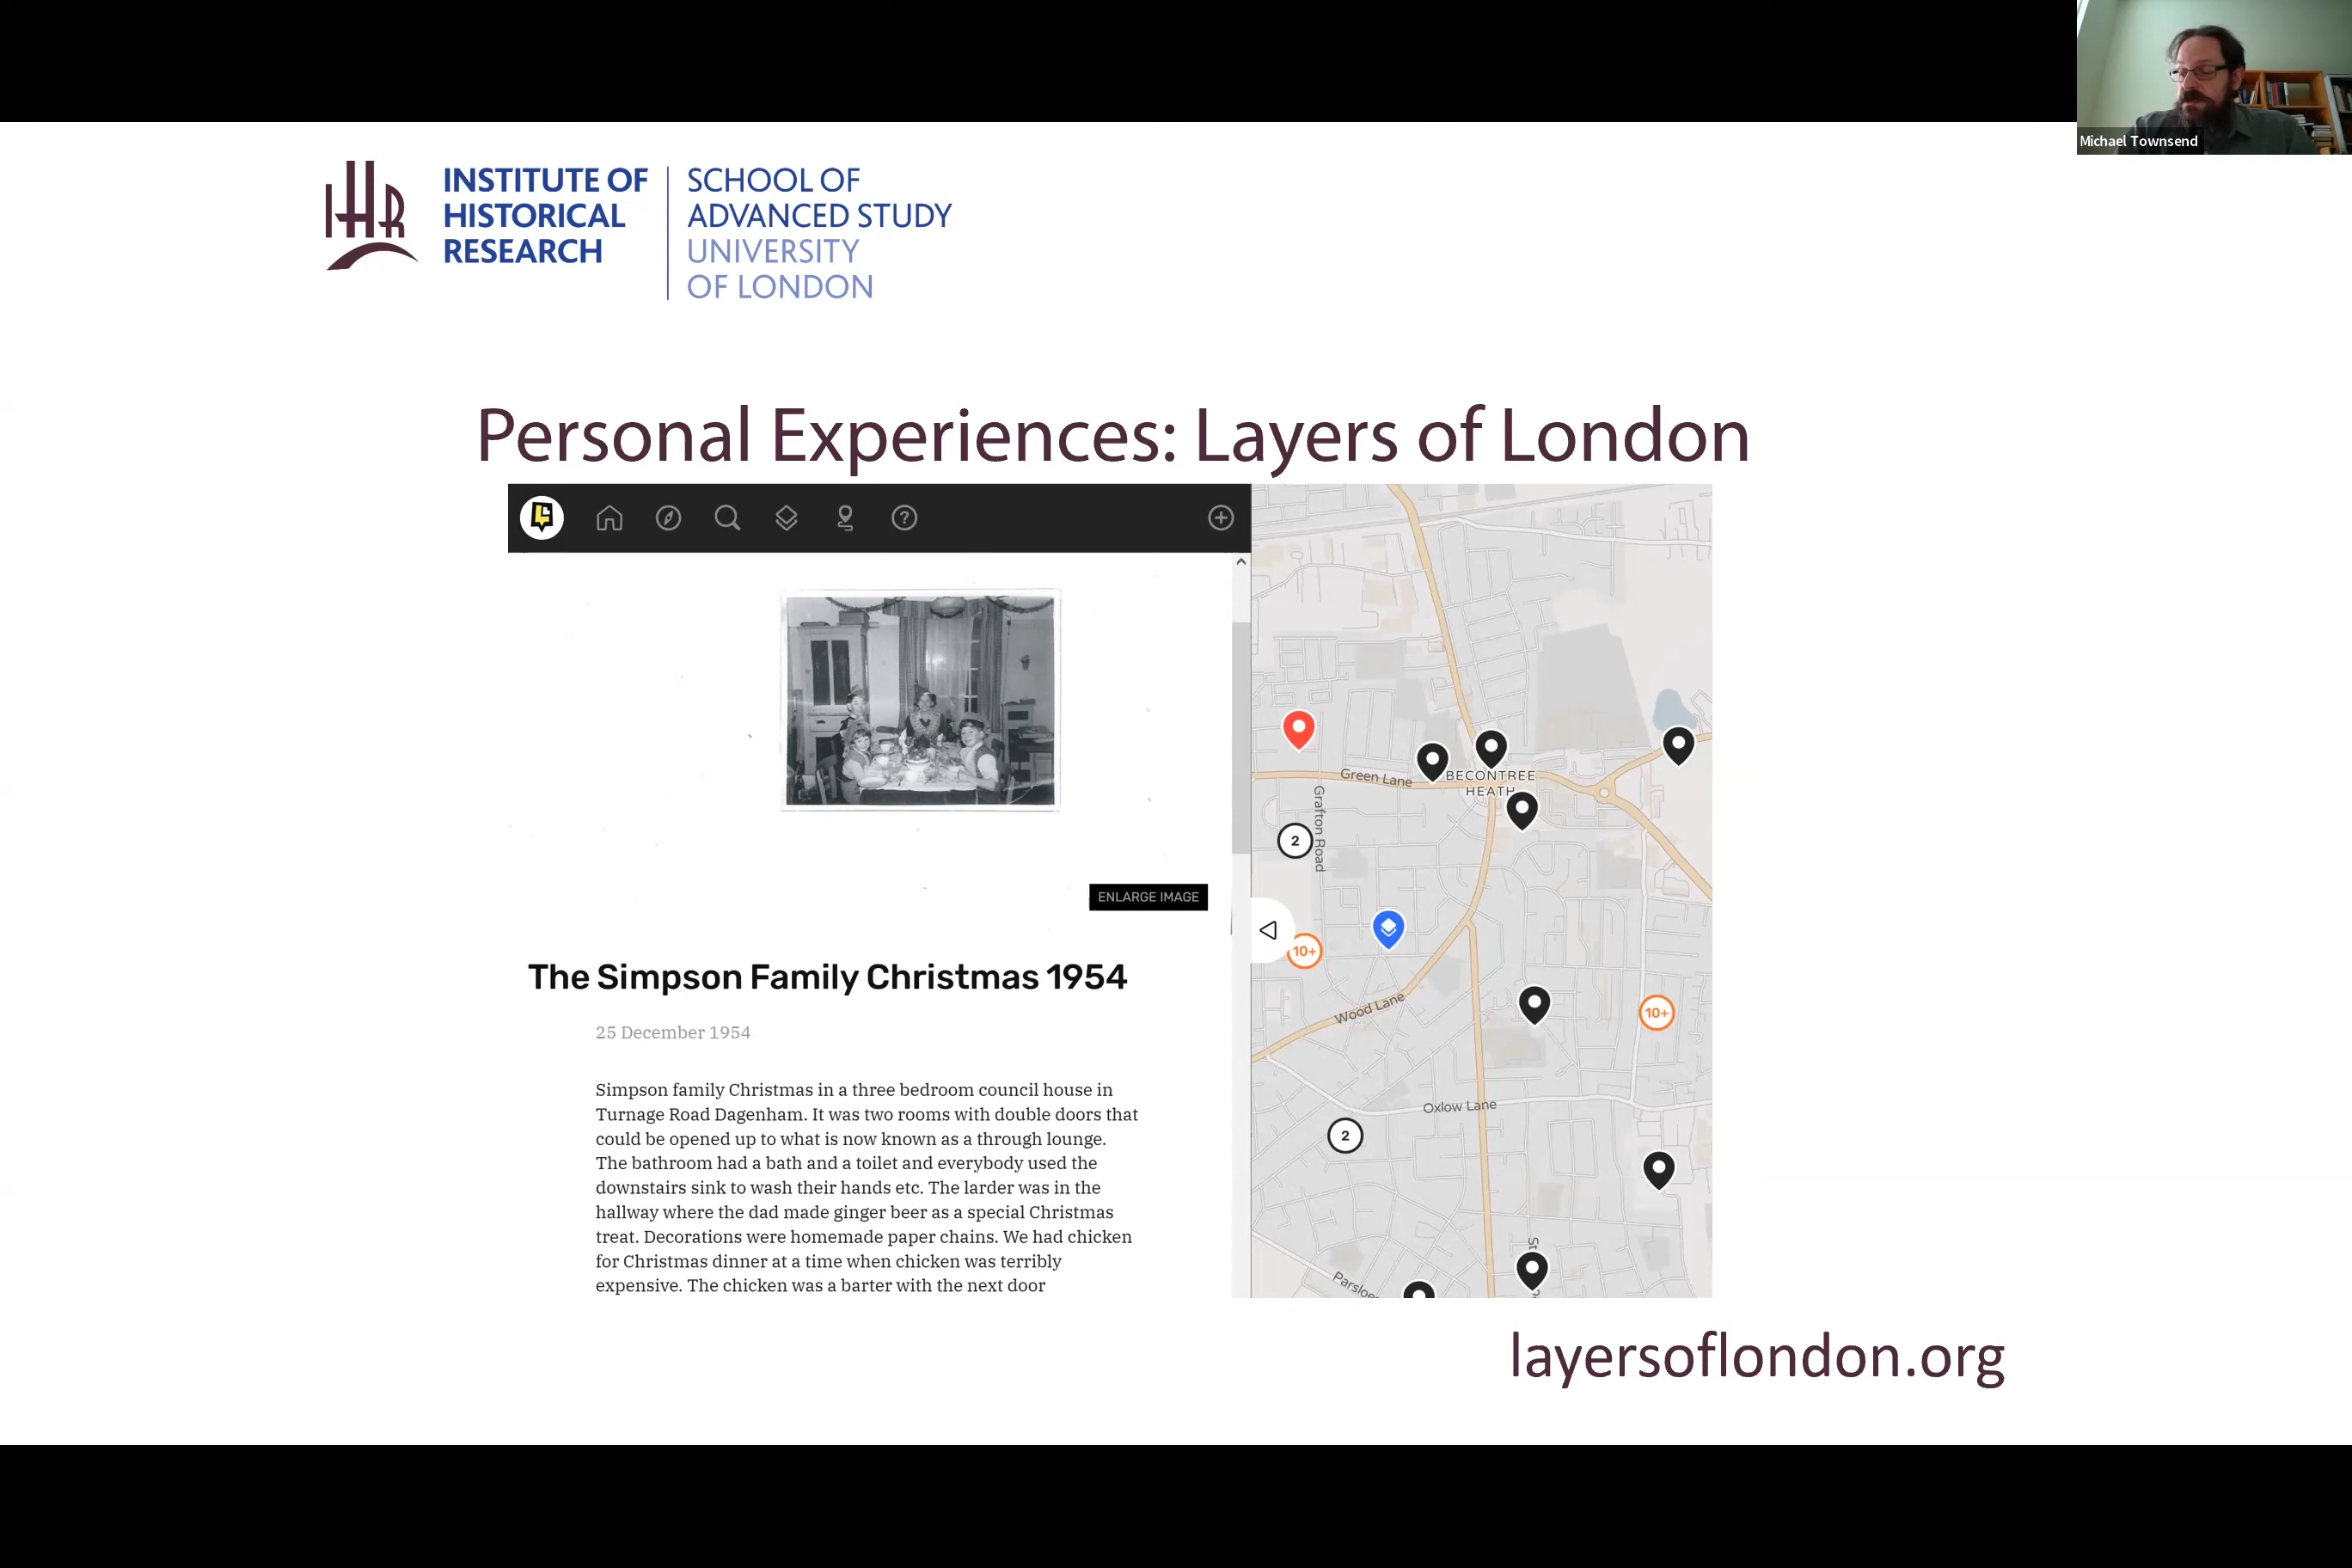 Michael Townsend
IHR
INSTITUTE OF
HISTORICAL
RESEARCH
SCHOOL OF
ADVANCED STUDY
UNIVERSITY
OF LONDON
Personal Experiences: Layers of London
ENLARGE IMAGE
The Simpson Family Christmas 1954
25 December 1954
Simpson family Christmas in a three bedroom council house in
Turnage Road Dagenham. It was two rooms with double doors that
could be opened up to what is now known as a through lounge.
The bathroom had a bath and a toilet and everybody used the
downstairs sink to wash their hands etc. The larder was in the
hallway where the dad made ginger beer as a special Christmas
treat. Decorations were homemade paper chains. We had chicken
for Christmas dinner at a time when chicken was terribly
expensive. The chicken was a barter with the next door
Green Lane
BECONTREE
HEATH
Grafton Road
2
10+
Wood Lane
10+
Oxlow Lane
2
layersoflondon.org